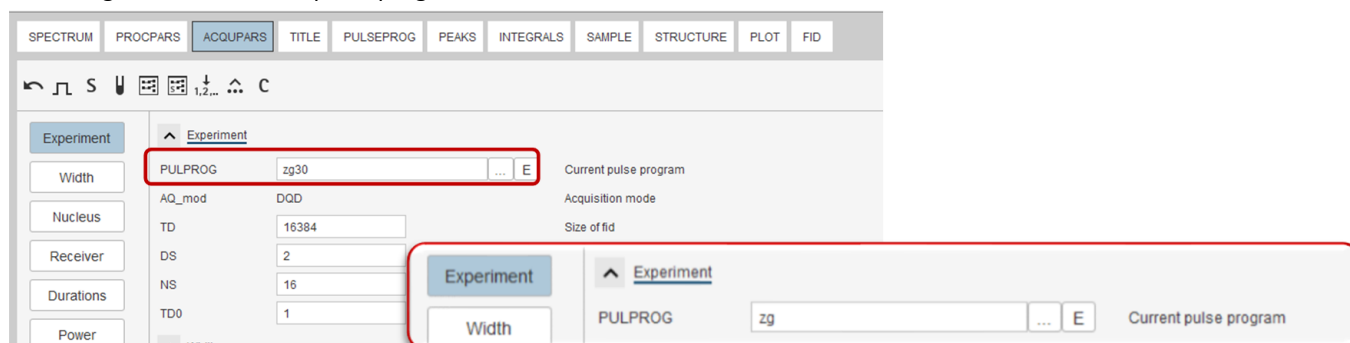 SPECTRUM PROCPARS ACQUPARS TITLE PULSEPROG PEAKS INTEGRALS SAMPLE STRUCTURE PLOT FID
S S 1,2,... C
Experiment
Width
Nucleus
Receiver
Durations
Power
Experiment
PULPROG zg30 ... E Current pulse program
AQ_mod DQD Acquisition mode
TD 16384 Size of fid
DS 2
NS 16
TD0 1
Experiment
Width
Experiment
PULPROG zg ... E Current pulse program